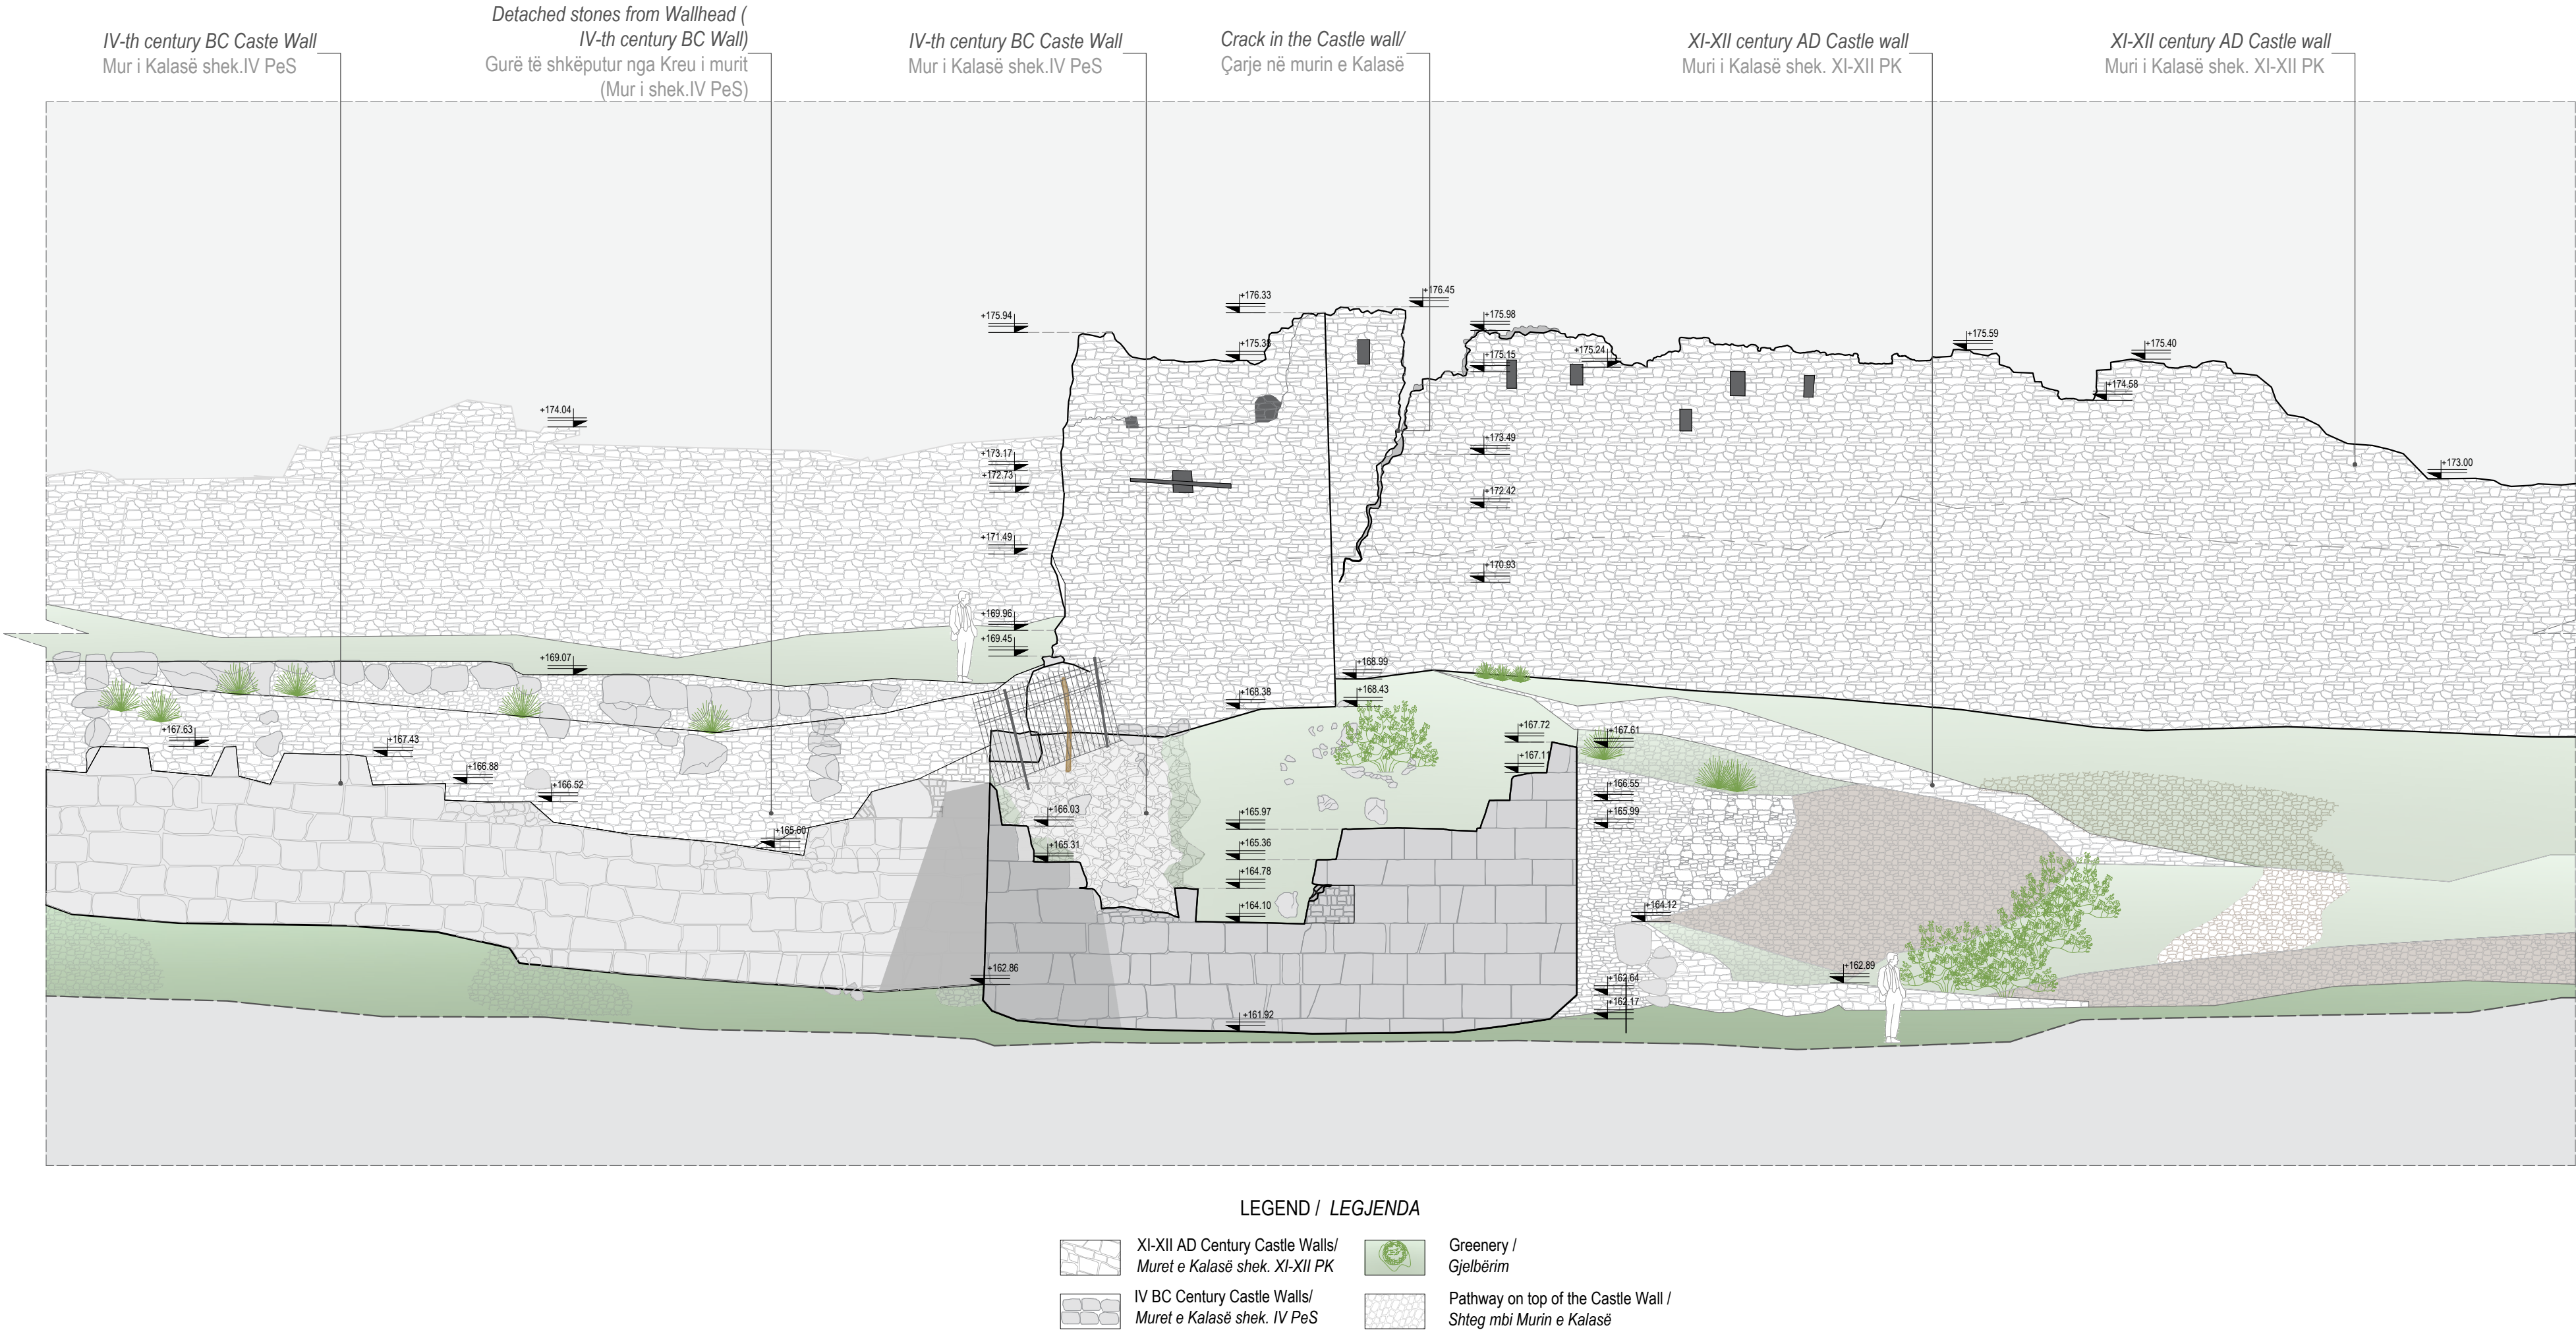 IV-th century BC Caste Wall
Mur i Kalasë shek.IV PeS
Detached stones from Wallhead (
IV-th century BC Wall)
Gurë të shkëputur nga Kreu i murit
(Mur i shek.IV PeS)
IV-th century BC Caste Wall
Mur i Kalasë shek.IV PeS
Crack in the Castle wall/
Çarje në murin e Kalasë
XI-XII century AD Castle wall
Muri i Kalasë shek. XI-XII PK
XI-XII century AD Castle wall
Muri i Kalasë shek. XI-XII PK
+176.45
+176.33
+175.94
+175.98
+175.59
+175.38
+175.15
+175.24
+175.40
+174.58
+174.04
+173.49
+173.17
+173.00
+172.73
+172.42
+171.49
+170.93
+169.96
+169.45
+169.07
+168.99
+168.38
+168.43
+167.63
+167.43
+167.72
+167.61
+166.88
+167.11
+166.52
+166.55
+166.03
+165.97
+165.99
+165.60
+165.31
+165.36
+164.78
+164.10
+164.12
+162.86
+162.89
+162.64
+162.17
+161.92
LEGEND / LEGJENDA
XI-XII AD Century Castle Walls/
Muret e Kalasë shek. XI-XII PK
IV BC Century Castle Walls/
Muret e Kalasë shek. IV PeS
Greenery /
Gjelbërim
Pathway on top of the Castle Wall /
Shteg mbi Murin e Kalasë